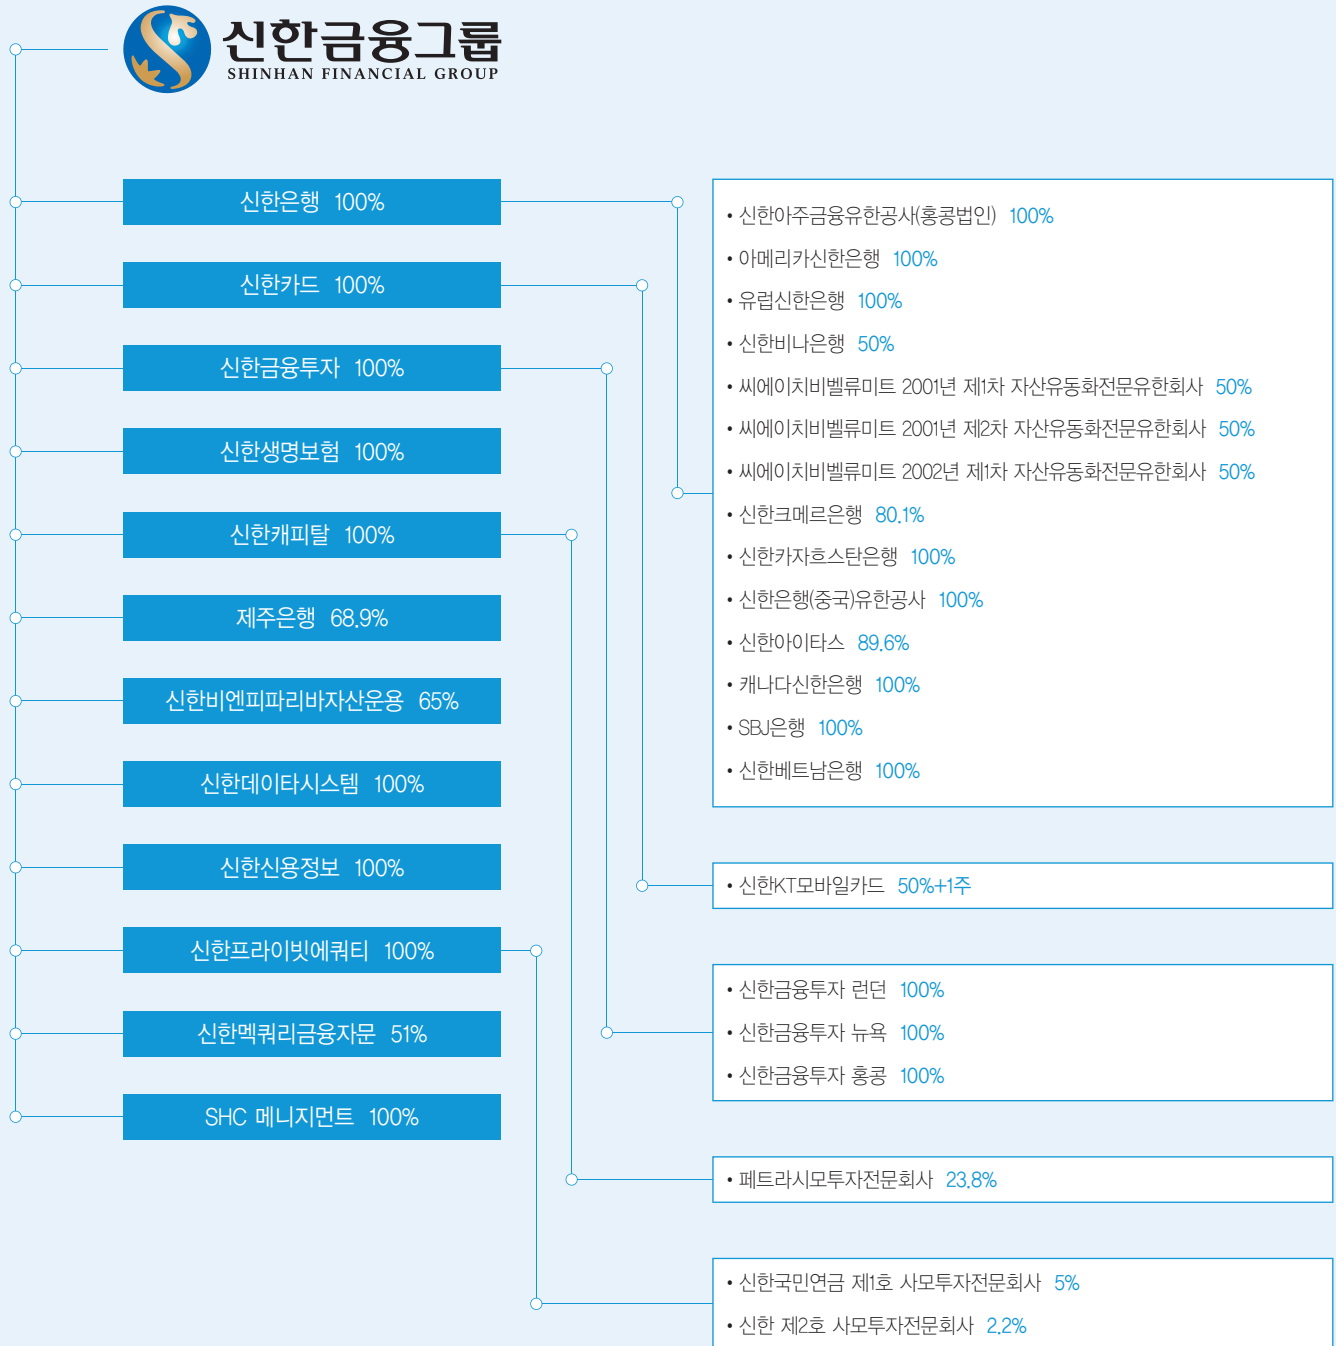 신한금융그룹
SHINHAN FINANCIAL GROUP
신한은행 100%
신한카드 100%
신한금융투자 100%
신한생명보험 100%
신한캐피탈 100%
제주은행 68.9%
신한비엔피파리바자산운용 65%
신한데이타시스템 100%
신한신용정보 100%
신한프라이빗에쿼티 100%
신한맥쿼리금융자문 51%
SHC 메니지먼트 100%
• 신한아주금융유한공사(홍콩법인) 100%
• 아메리카신한은행 100%
• 유럽신한은행 100%
• 신한비나은행 50%
• 씨에이치비벨류미트 2001년 제1차 자산유동화전문유한회사 50%
• 씨에이치비벨류미트 2001년 제2차 자산유동화전문유한회사 50%
• 씨에이치비벨류미트 2002년 제1차 자산유동화전문유한회사 50%
• 신한크메르은행 80.1%
• 신한카자흐스탄은행 100%
• 신한은행(중국)유한공사 100%
• 신한아이타스 89.6%
• 캐나다신한은행 100%
• SBJ은행 100%
• 신한베트남은행 100%
• 신한KT모바일카드 50%+1주
• 신한금융투자 런던 100%
• 신한금융투자 뉴욕 100%
• 신한금융투자 홍콩 100%
• 페트라시모투자전문회사 23.8%
• 신한국민연금 제1호 사모투자전문회사 5%
• 신한 제2호 사모투자전문회사 2.2%